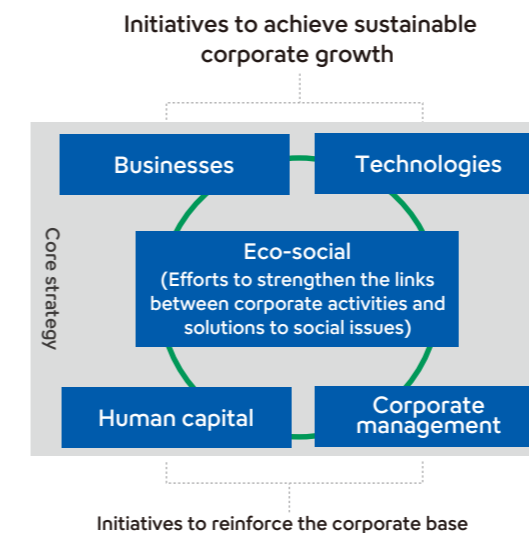 Initiatives to achieve sustainable
corporate growth
Businesses
Technologies
Core strategy
Eco-social
(Efforts to strengthen the links
between corporate activities and
solutions to social issues)
Human capital
Corporate
management
Initiatives to reinforce the corporate base